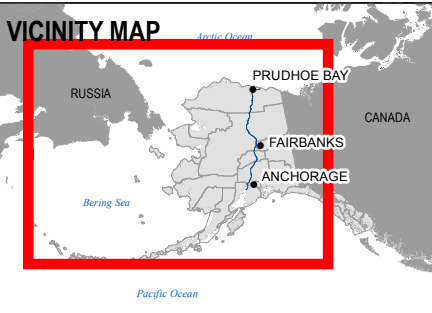 VICINITY MAP
Arctic Ocean
PRUDHOE BAY
RUSSIA
CANADA
FAIRBANKS
ANCHORAGE
Bering Sea
Pacific Ocean